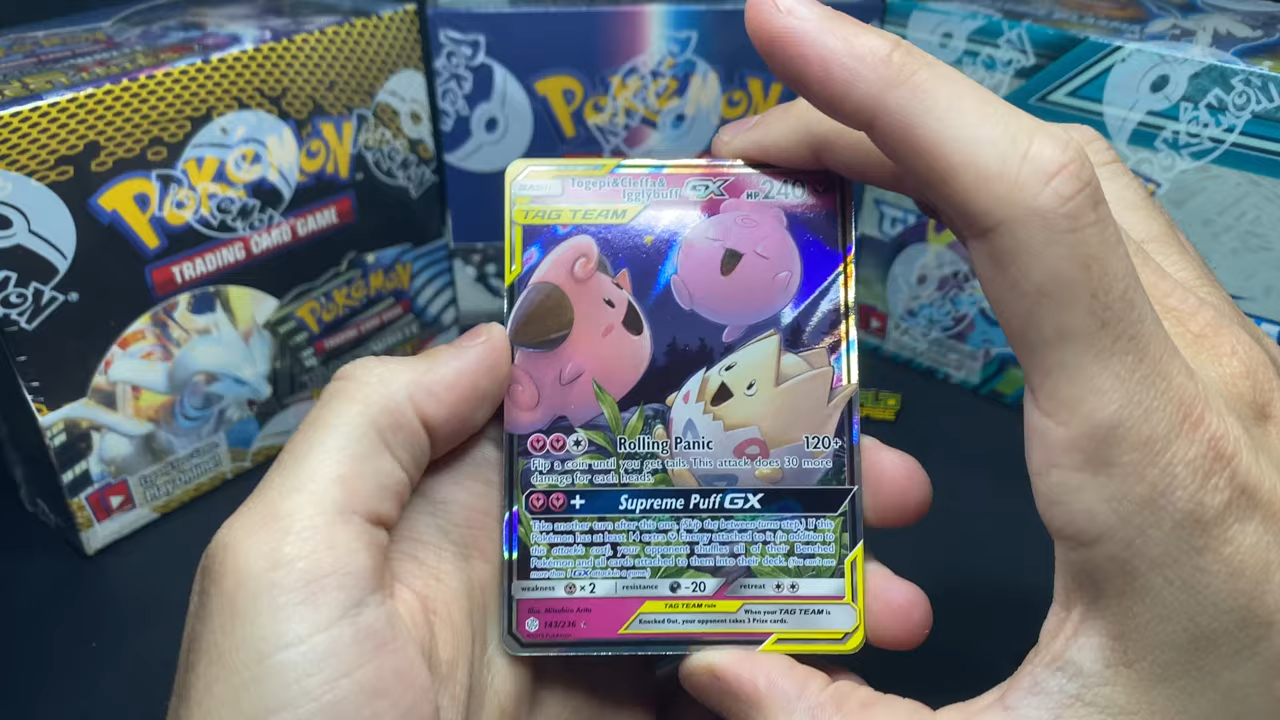 POKéMON
TRADING CARD GAME
POKéMON
POKéMON
BASIC
Togepi&Cleffa&
Igglybuff GX HP 240
TAG TEAM
Rolling Panic 120+
Flip a coin until you get tails. This attack does 30 more
damage for each heads.
+ Supreme Puff GX
Take another turn after this one. (Skip the between-turns step.) If this
Pokémon has at least 14 extra Energy attached to it (in addition to
this attack's cost), your opponent shuffles all of their Benched
Pokémon and all cards attached to them into their deck. (You can't use
more than 1 GX attack in a game.)
weakness ×2 resistance -20 retreat
Illus. Mitsuhiro Arita
TAG TEAM rule
When your TAG TEAM is
Knocked Out, your opponent takes 3 Prize cards.
143/236
©2019 Pokémon